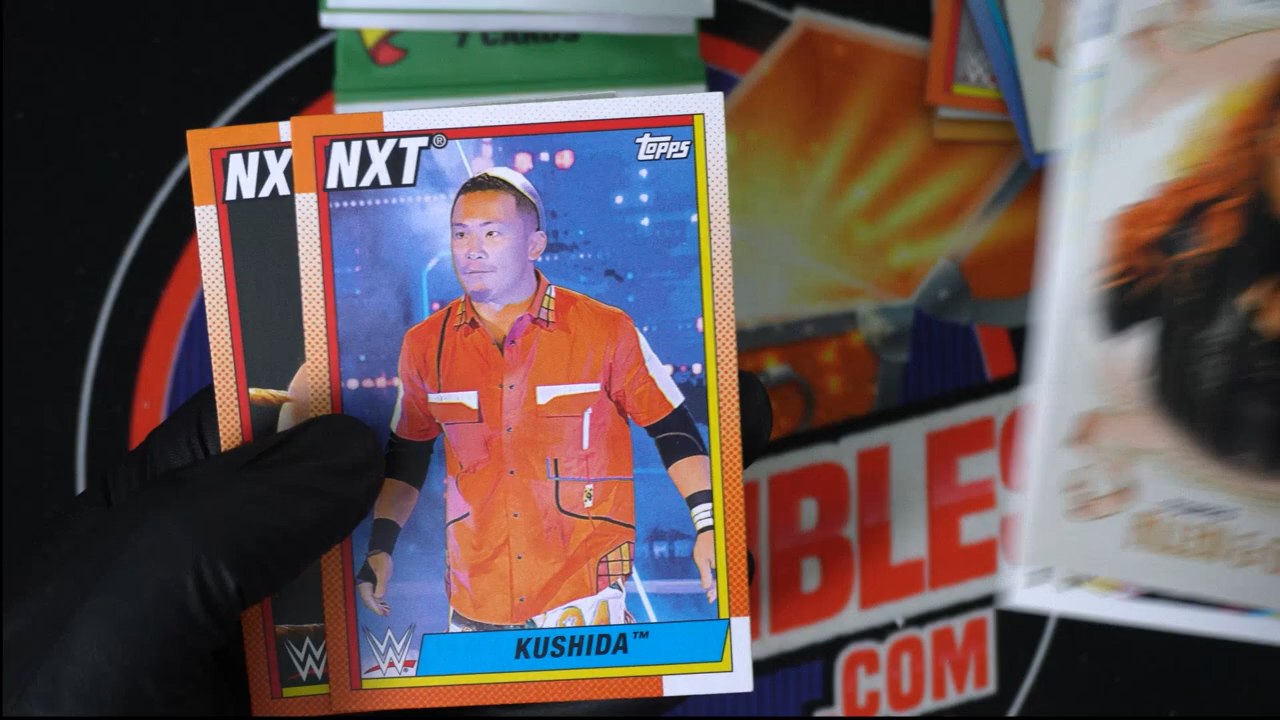 7 CARDS
NX
NXT®
topps
KUSHIDA™
W
BLES
.COM